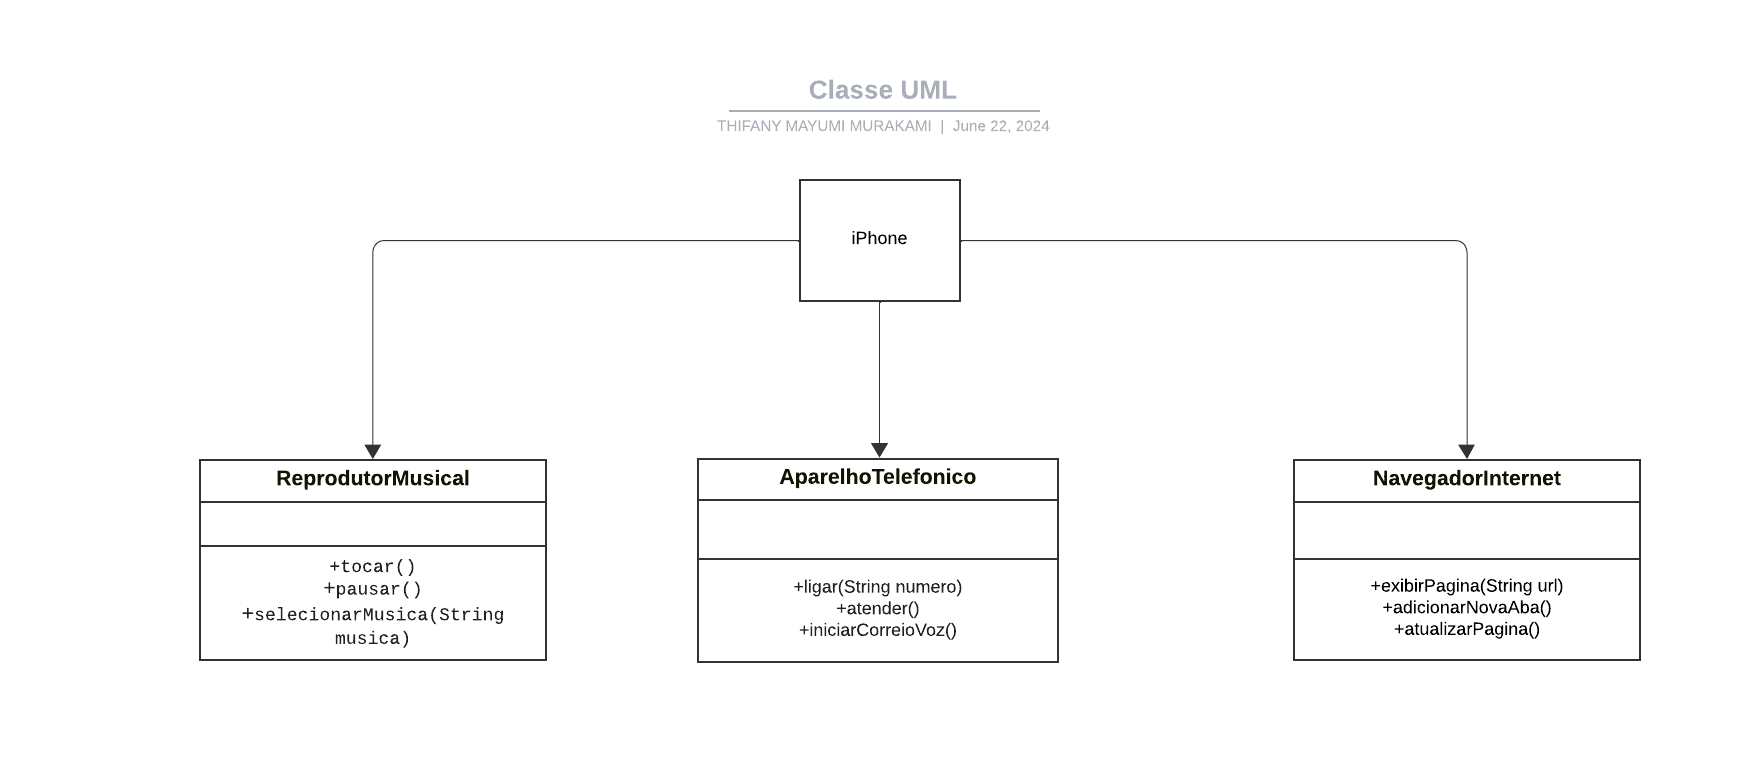 Classe UML
THIFANY MAYUMI MURAKAMI | June 22, 2024
iPhone
ReprodutorMusical
+tocar()
+pausar()
+selecionarMusica(String
musica)
AparelhoTelefonico
+ligar(String numero)
+atender()
+iniciarCorreioVoz()
NavegadorInternet
+exibirPagina(String url)
+adicionarNovaAba()
+atualizarPagina()